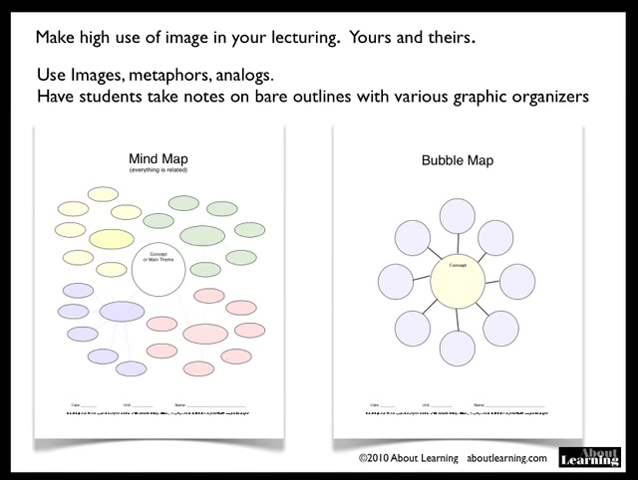 Make high use of image in your lecturing. Yours and theirs.
Use Images, metaphors, analogs.
Have students take notes on bare outlines with various graphic organizers
Mind Map
(everything is related)
Concept
or Main Theme
Bubble Map
Concept
©2010 About Learning aboutlearning.com
About
Learning